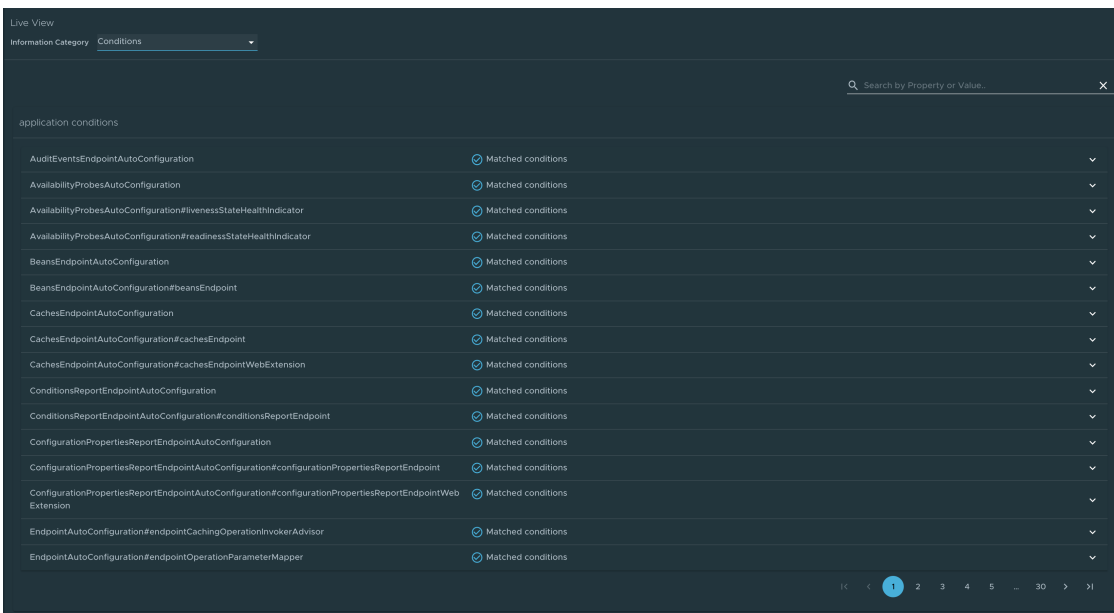 Live View
Information Category Conditions
Search by Property or Value..
application conditions
AuditEventsEndpointAutoConfiguration Matched conditions
AvailabilityProbesAutoConfiguration Matched conditions
AvailabilityProbesAutoConfiguration#livenessStateHealthIndicator Matched conditions
AvailabilityProbesAutoConfiguration#readinessStateHealthIndicator Matched conditions
BeansEndpointAutoConfiguration Matched conditions
BeansEndpointAutoConfiguration#beansEndpoint Matched conditions
CachesEndpointAutoConfiguration Matched conditions
CachesEndpointAutoConfiguration#cachesEndpoint Matched conditions
CachesEndpointAutoConfiguration#cachesEndpointWebExtension Matched conditions
ConditionsReportEndpointAutoConfiguration Matched conditions
ConditionsReportEndpointAutoConfiguration#conditionsReportEndpoint Matched conditions
ConfigurationPropertiesReportEndpointAutoConfiguration Matched conditions
ConfigurationPropertiesReportEndpointAutoConfiguration#configurationPropertiesReportEndpoint Matched conditions
ConfigurationPropertiesReportEndpointAutoConfiguration#configurationPropertiesReportEndpointWeb Matched conditions
Extension
EndpointAutoConfiguration#endpointCachingOperationInvokerAdvisor Matched conditions
EndpointAutoConfiguration#endpointOperationParameterMapper Matched conditions
1 2 3 4 5 ... 30